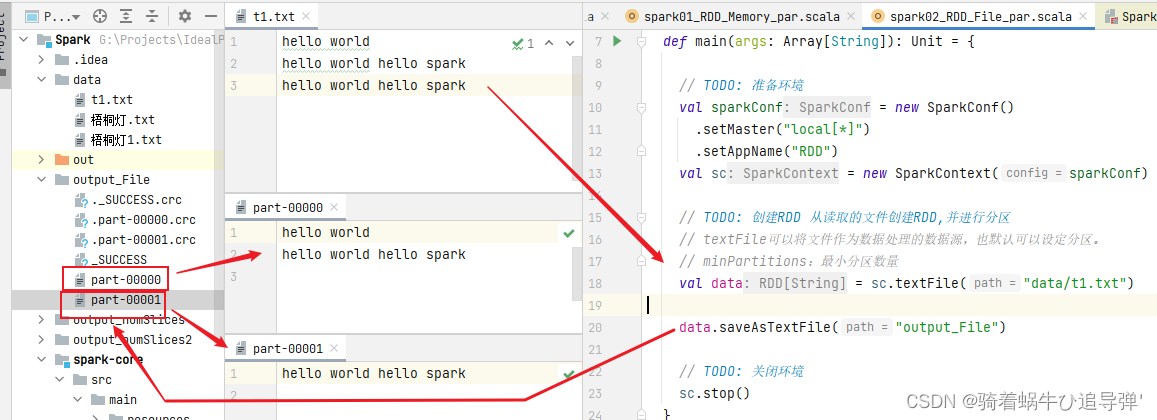 Project
P...
Spark G:\Projects\IdeaP
.idea
data
t1.txt
梧桐灯.txt
梧桐灯1.txt
out
output_File
._SUCCESS.crc
.part-00000.crc
.part-00001.crc
_SUCCESS
part-00000
part-00001
output_numSlices
output_numSlices2
spark-core
src
main
resources
t1.txt
1 hello world
2 hello world hello spark
3 hello world hello spark
1
part-00000
1 hello world
2 hello world hello spark
3
part-00001
1 hello world hello spark
2
.scala
spark01_RDD_Memory_par.scala
spark02_RDD_File_par.scala
Spark
7 def main(args: Array[String]): Unit = {
8
9 // TODO: 准备环境
10 val sparkConf: SparkConf = new SparkConf()
11 .setMaster("local[*]")
12 .setAppName("RDD")
13 val sc: SparkContext = new SparkContext( config = sparkConf)
14
15 // TODO: 创建RDD 从读取的文件创建RDD,并进行分区
16 // textFile可以将文件作为数据处理的数据源，也默认可以设定分区.
17 // minPartitions：最小分区数量
18 val data: RDD[String] = sc.textFile( path = "data/t1.txt")
19
20 data.saveAsTextFile( path = "output_File")
21
22 // TODO: 关闭环境
23 sc.stop()
24 }
CSDN @骑着蜗牛ひ追导弹'